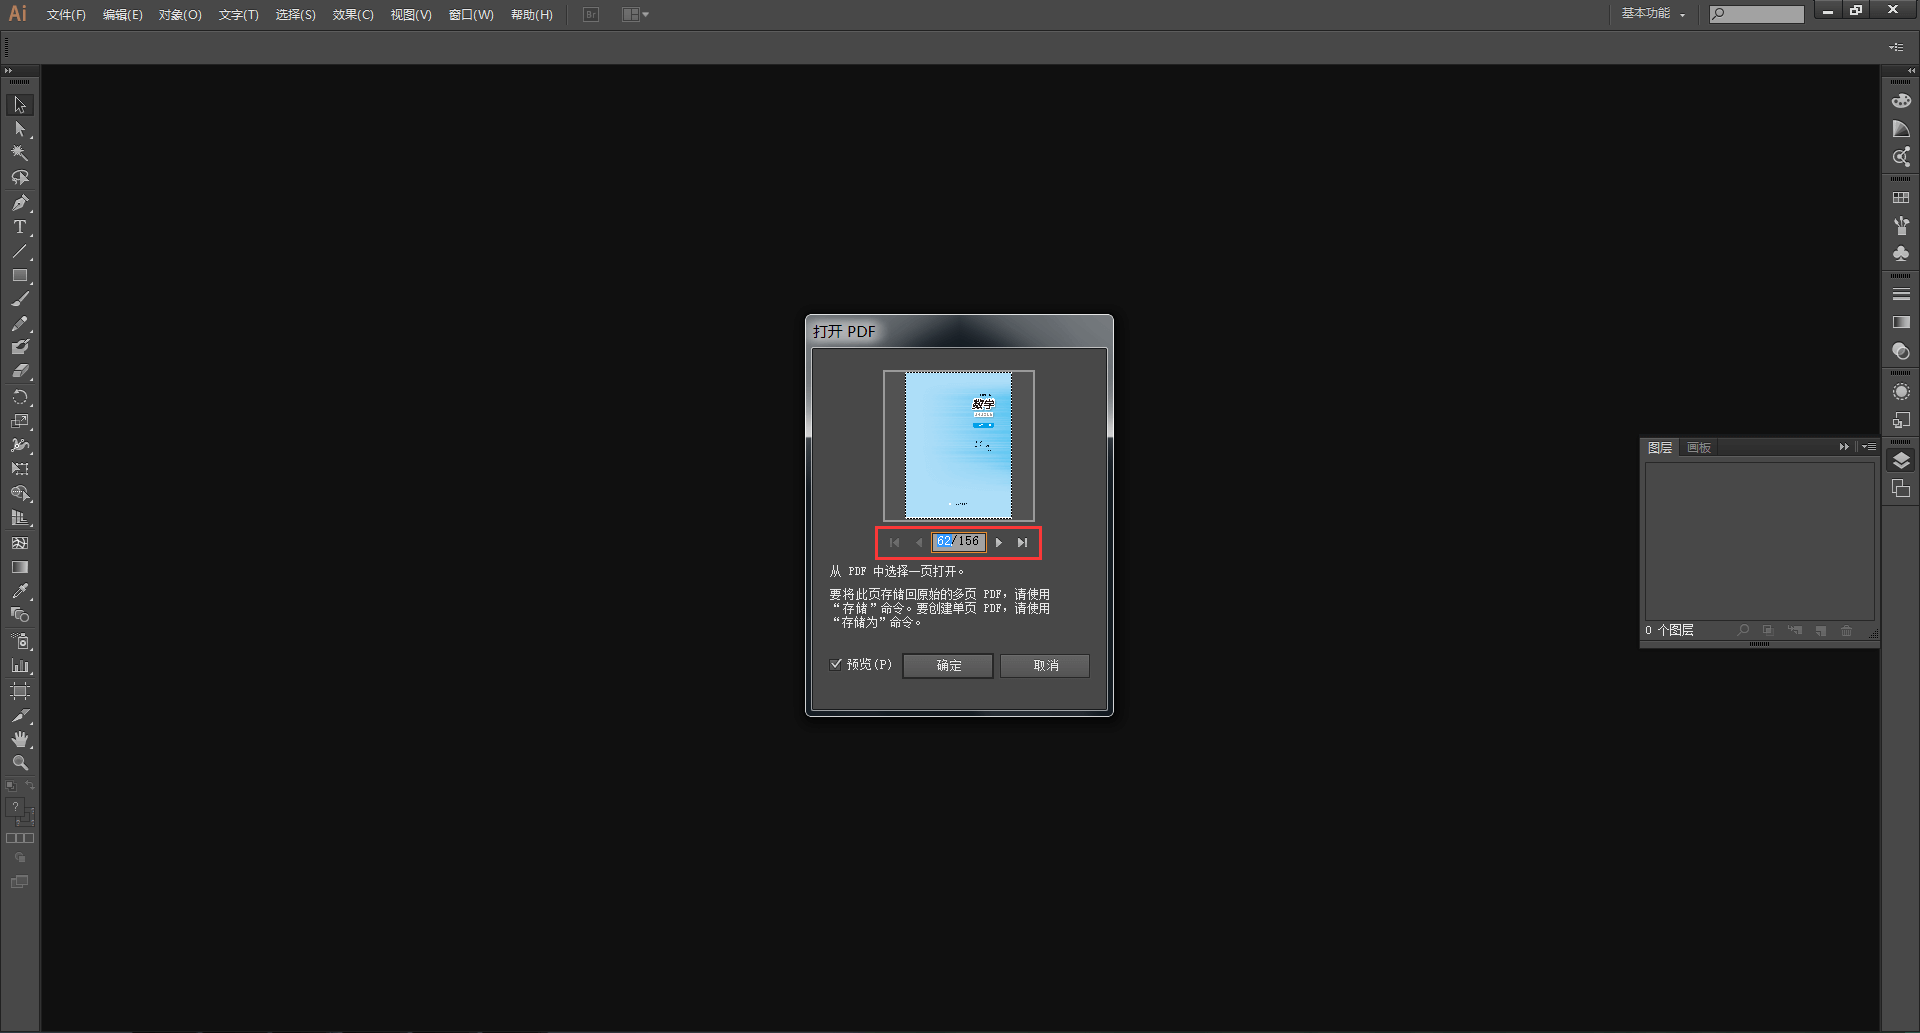 Ai 文件(F) 编辑(E) 对象(O) 文字(T) 选择(S) 效果(C) 视图(V) 窗口(W) 帮助(H) Br 基本功能
打开 PDF
数学
62/156
从 PDF 中选择一页打开。
要将此页存储回原始的多页 PDF，请使用
“存储”命令。要创建单页 PDF，请使用
“存储为”命令。
预览(P) 确定 取消
图层 画板
0 个图层